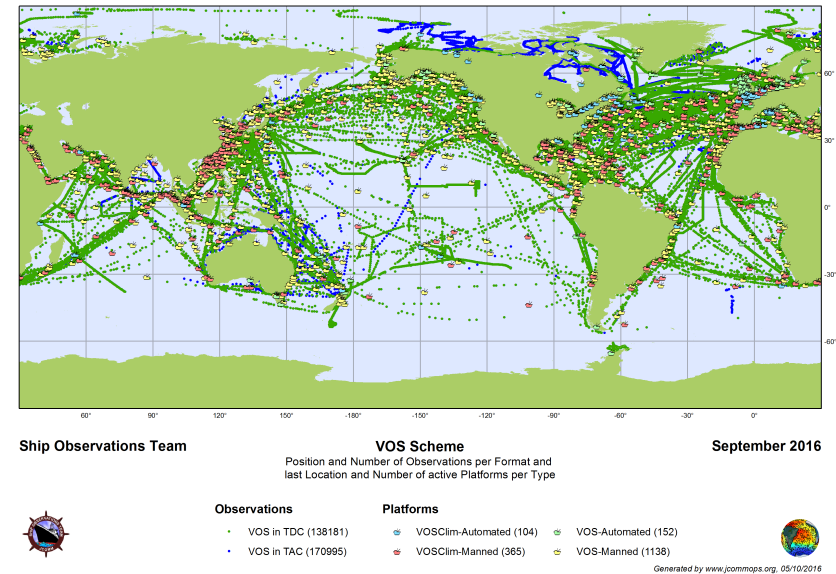 60°
30°
0°
-30°
-60°
60° 90° 120° 150° -180° -150° -120° -90° -60° -30° 0°
Ship Observations Team VOS Scheme September 2016
Position and Number of Observations per Format and
last Location and Number of active Platforms per Type
Observations Platforms
VOS in TDC (138181) VOSClim-Automated (104) VOS-Automated (152)
VOS in TAC (170995) VOSClim-Manned (365) VOS-Manned (1138)
Generated by www.jcommops.org, 05/10/2016